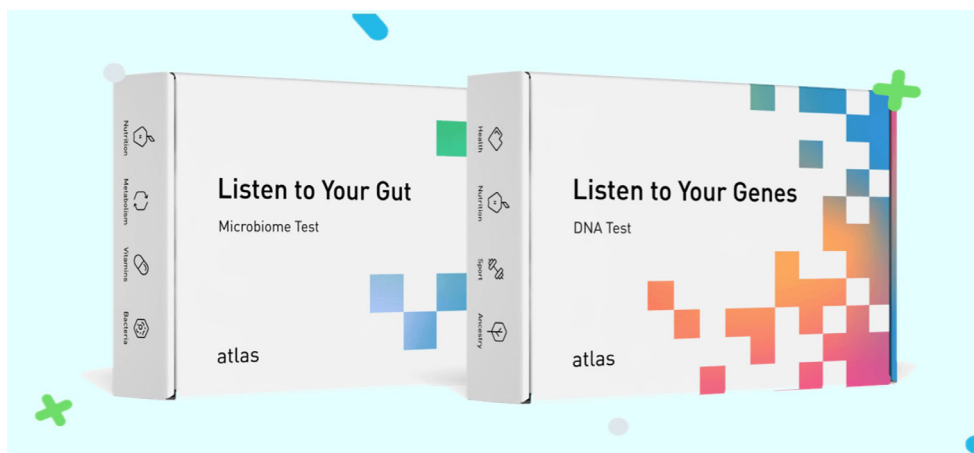 Nutrition
Metabolism
Vitamins
Bacteria
Listen to Your Gut
Microbiome Test
atlas
Health
Nutrition
Sport
Ancestry
Listen to Your Genes
DNA Test
atlas